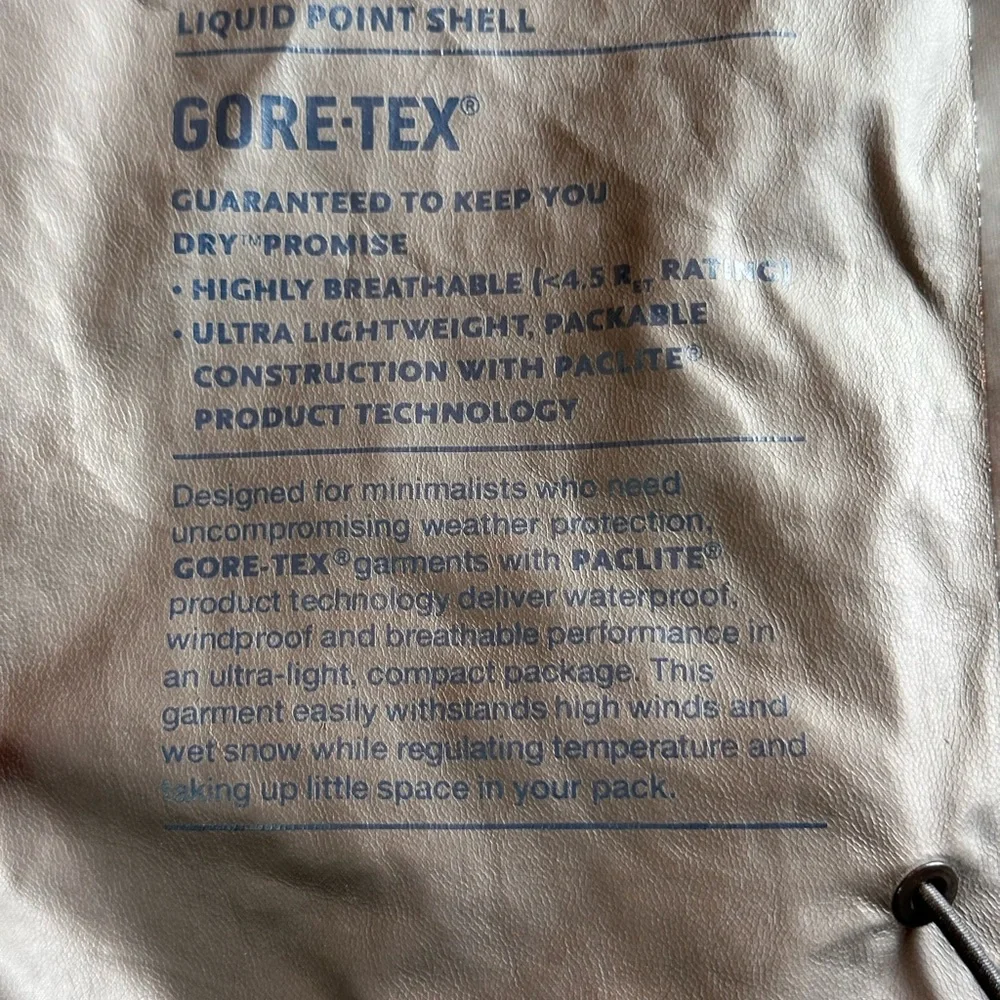 LIQUID POINT SHELL
GORE-TEX®
GUARANTEED TO KEEP YOU
DRY™PROMISE
• HIGHLY BREATHABLE (<4.5 RET RATING)
• ULTRA LIGHTWEIGHT, PACKABLE
CONSTRUCTION WITH PACLITE®
PRODUCT TECHNOLOGY
Designed for minimalists who need
uncompromising weather protection,
GORE-TEX® garments with PACLITE®
product technology deliver waterproof,
windproof and breathable performance in
an ultra-light, compact package. This
garment easily withstands high winds and
wet snow while regulating temperature and
taking up little space in your pack.